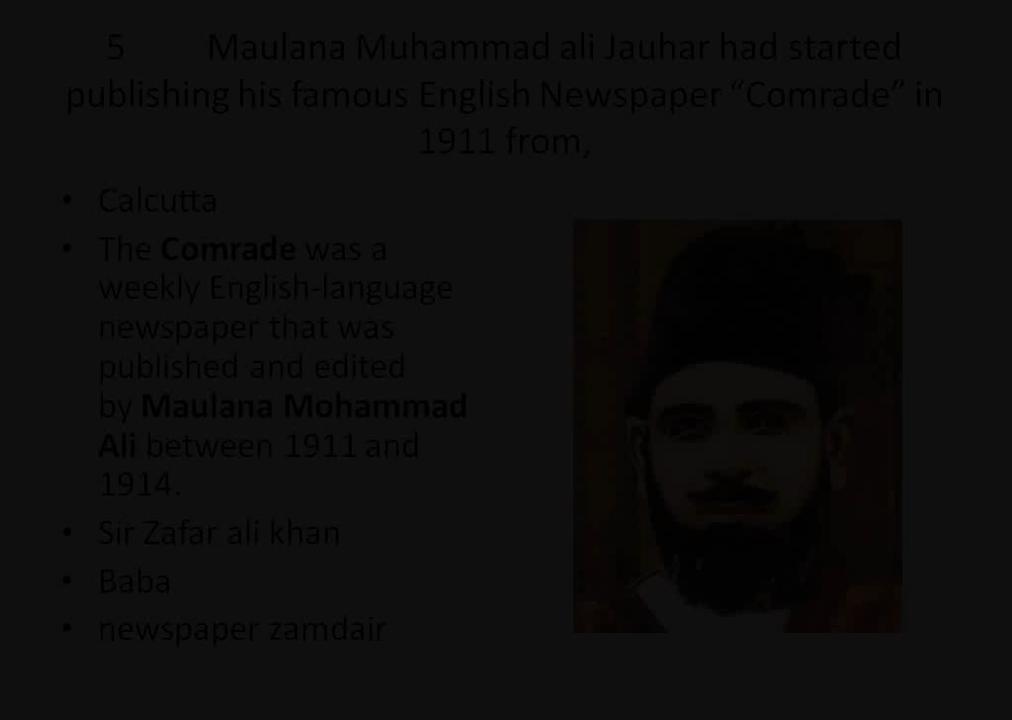 5 Maulana Muhammad ali Jauhar had started
publishing his famous English Newspaper “Comrade” in
1911 from,
• Calcutta
• The Comrade was a
weekly English-language
newspaper that was
published and edited
by Maulana Mohammad
Ali between 1911 and
1914.
• Sir Zafar ali khan
• Baba
• newspaper zamdair